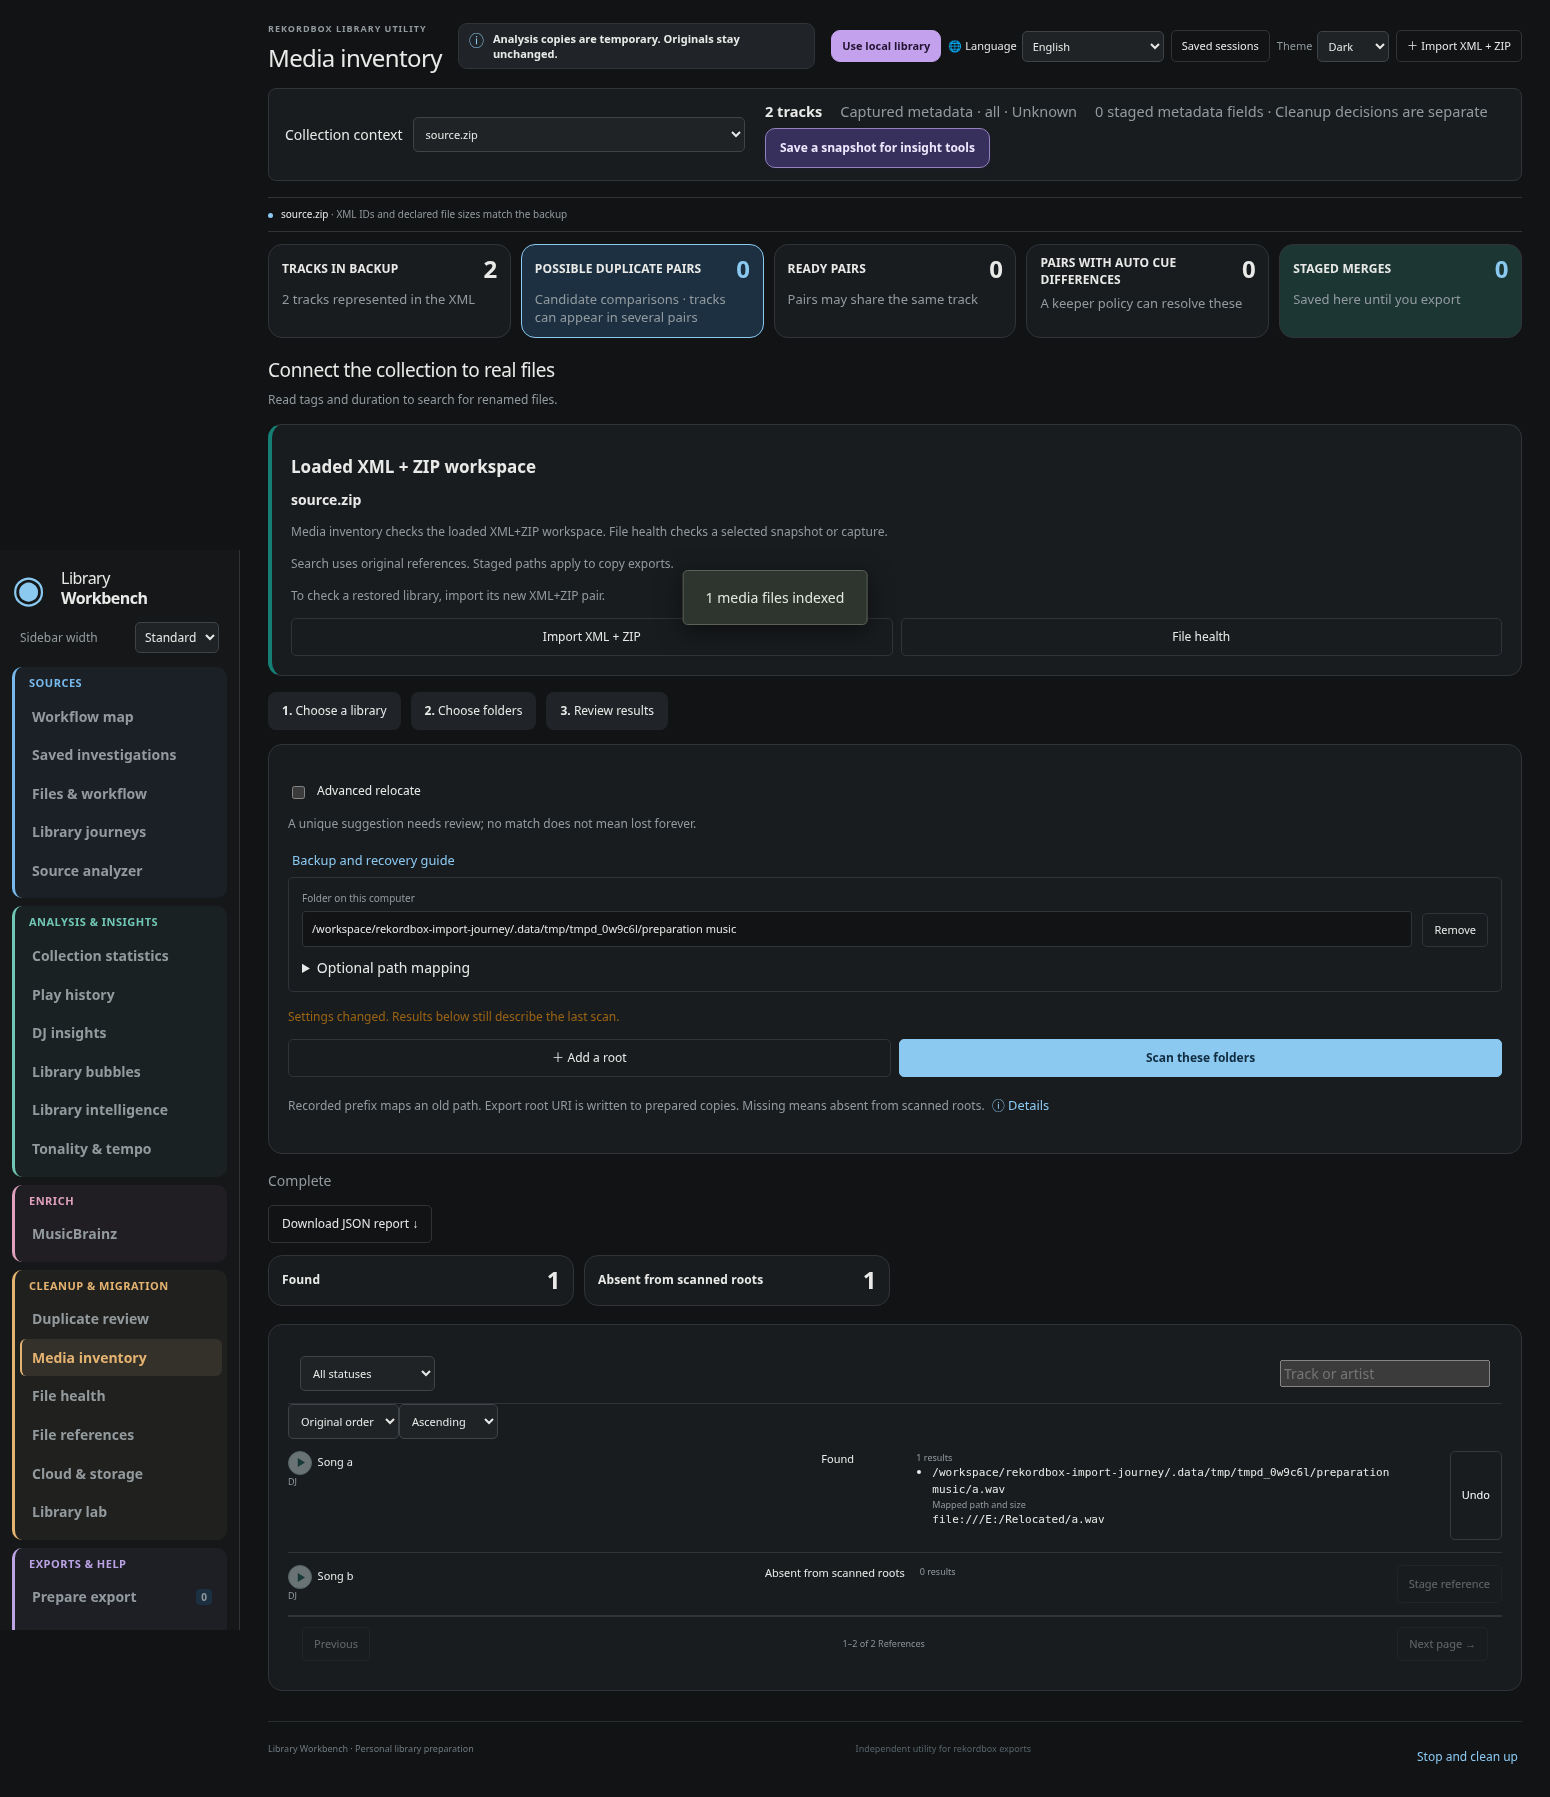 REKORDBOX LIBRARY UTILITY
Media inventory
Analysis copies are temporary. Originals stay
unchanged.
Use local library
Language
English
Saved sessions
Theme
Dark
+ Import XML + ZIP
Collection context
source.zip
2 tracks
Captured metadata · all · Unknown
0 staged metadata fields · Cleanup decisions are separate
Save a snapshot for insight tools
source.zip · XML IDs and declared file sizes match the backup
TRACKS IN BACKUP
2
2 tracks represented in the XML
POSSIBLE DUPLICATE PAIRS
0
Candidate comparisons · tracks
can appear in several pairs
READY PAIRS
0
Pairs may share the same track
PAIRS WITH AUTO CUE
DIFFERENCES
0
A keeper policy can resolve these
STAGED MERGES
0
Saved here until you export
Connect the collection to real files
Read tags and duration to search for renamed files.
Loaded XML + ZIP workspace
source.zip
Media inventory checks the loaded XML+ZIP workspace. File health checks a selected snapshot or capture.
Search uses original references. Staged paths apply to copy exports.
To check a restored library, import its new XML+ZIP pair.
1 media files indexed
Import XML + ZIP
File health
1. Choose a library
2. Choose folders
3. Review results
Advanced relocate
A unique suggestion needs review; no match does not mean lost forever.
Backup and recovery guide
Folder on this computer
/workspace/rekordbox-import-journey/.data/tmp/tmpd_0w9c6l/preparation music
Remove
▶ Optional path mapping
Settings changed. Results below still describe the last scan.
+ Add a root
Scan these folders
Recorded prefix maps an old path. Export root URI is written to prepared copies. Missing means absent from scanned roots. ⓘ Details
Complete
Download JSON report ↓
Found
1
Absent from scanned roots
1
All statuses
Track or artist
Original order
Ascending
Song a
DJ
Found
1 results
• /workspace/rekordbox-import-journey/.data/tmp/tmpd_0w9c6l/preparation
music/a.wav
Mapped path and size
file:///E:/Relocated/a.wav
Undo
Song b
DJ
Absent from scanned roots
0 results
Stage reference
Previous
1–2 of 2 References
Next page →
Library Workbench · Personal library preparation
Independent utility for rekordbox exports
Stop and clean up
Library
Workbench
Sidebar width
Standard
SOURCES
Workflow map
Saved investigations
Files & workflow
Library journeys
Source analyzer
ANALYSIS & INSIGHTS
Collection statistics
Play history
DJ insights
Library bubbles
Library intelligence
Tonality & tempo
ENRICH
MusicBrainz
CLEANUP & MIGRATION
Duplicate review
Media inventory
File health
File references
Cloud & storage
Library lab
EXPORTS & HELP
Prepare export
0